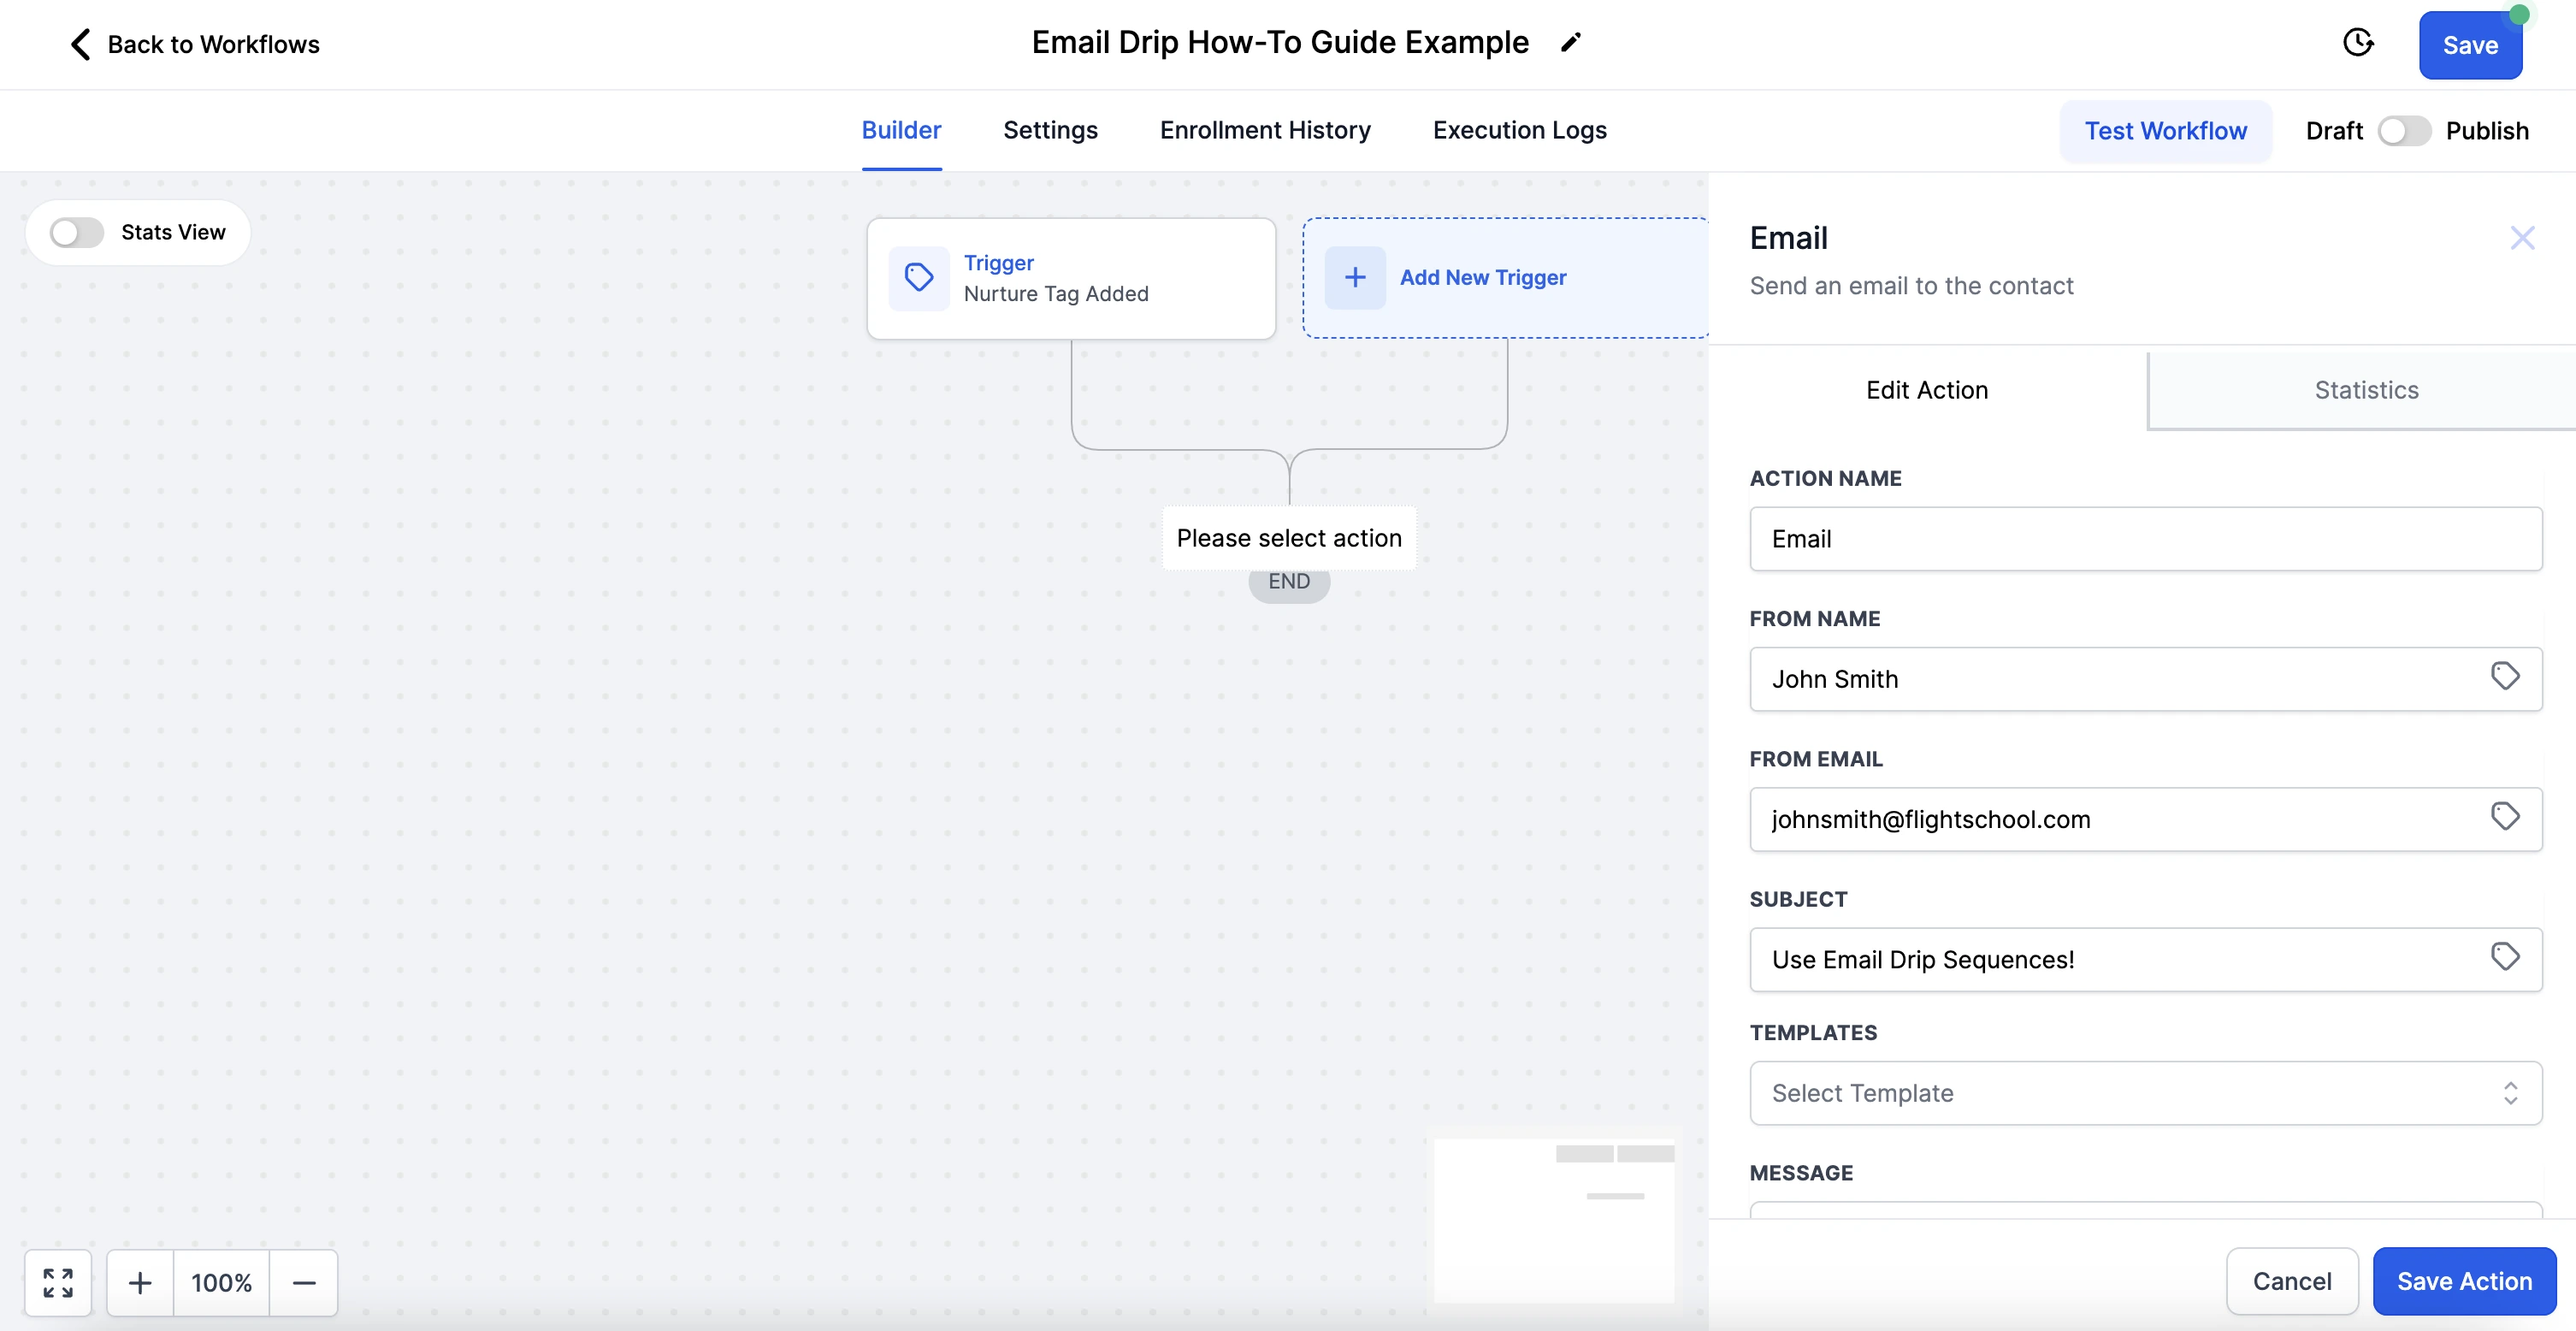 Back to Workflows
Email Drip How-To Guide Example
Save
Builder
Settings
Enrollment History
Execution Logs
Test Workflow
Draft
Publish
Stats View
Trigger
Nurture Tag Added
Add New Trigger
Please select action
END
100%
Email
Send an email to the contact
Edit Action
Statistics
ACTION NAME
Email
FROM NAME
John Smith
FROM EMAIL
johnsmith@flightschool.com
SUBJECT
Use Email Drip Sequences!
TEMPLATES
Select Template
MESSAGE
Cancel
Save Action